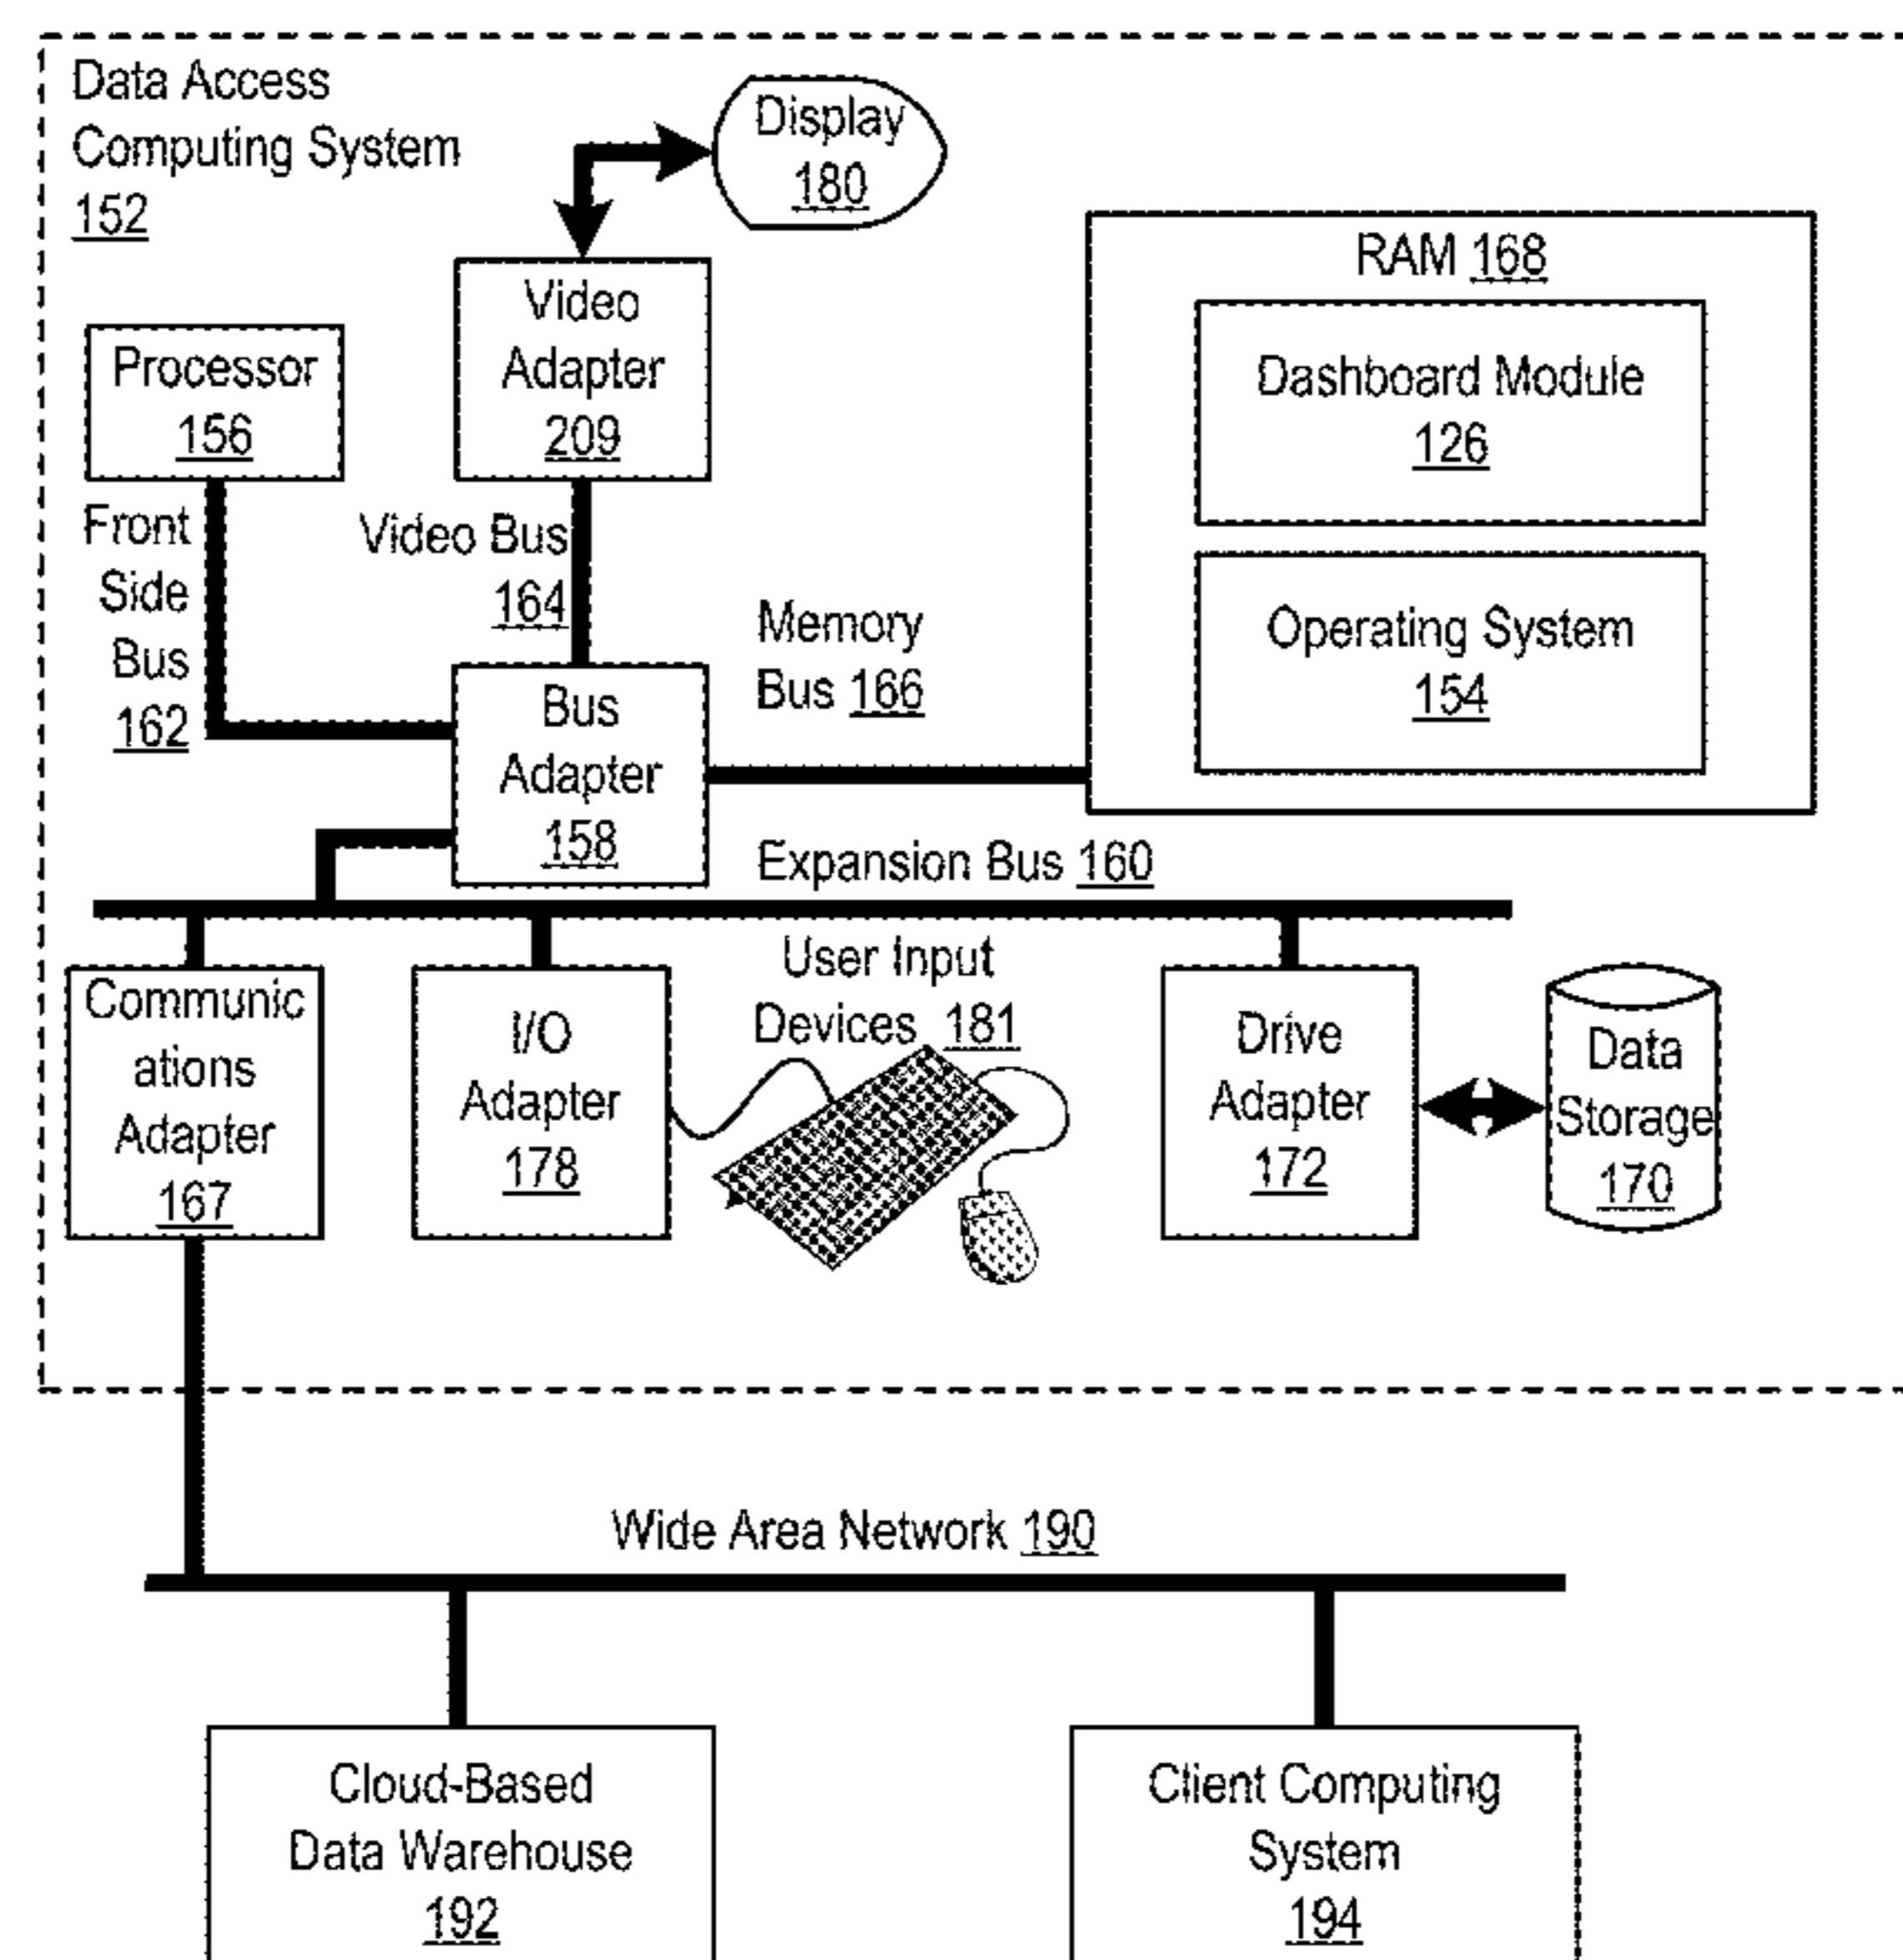 Data Access
Computing System
152
Display
180
Video
Adapter
209
RAM 168
Dashboard Module
126
Processor
156
Front
Side
Bus
162
Video Bus
164
Memory
Bus 166
Operating System
154
Bus
Adapter
158
Expansion Bus 160
Communic
ations
Adapter
167
I/O
Adapter
178
User Input
Devices 181
Drive
Adapter
172
Data
Storage
170
Wide Area Network 190
Cloud-Based
Data Warehouse
192
Client Computing
System
194